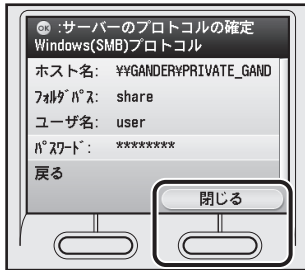 OK :サーバーのプロトコルの確定
Windows(SMB)プロトコル
ホスト名: ¥¥GANDER¥PRIVATE_GAND
ﾌｫﾙﾀﾞﾊﾟｽ: share
ユーザ名: user
ﾊﾟｽﾜｰﾄﾞ: ********
戻る
閉じる